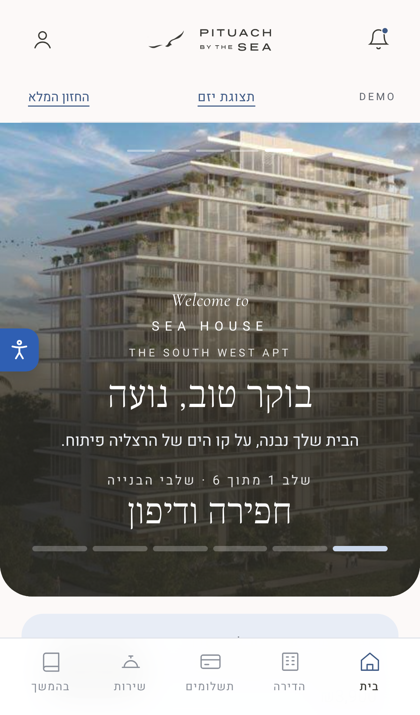 PITUACH
BY THE SEA
DEMO
תצוגת יזם
החזון המלא
Welcome to
SEA HOUSE
THE SOUTH WEST APT
בוקר טוב, נועה
הבית שלך נבנה, על קו הים של הרצליה פיתוח.
שלב 1 מתוך 6 · שלבי הבנייה
חפירה ודיפון
בית
הדירה
תשלומים
שירות
בהמשך